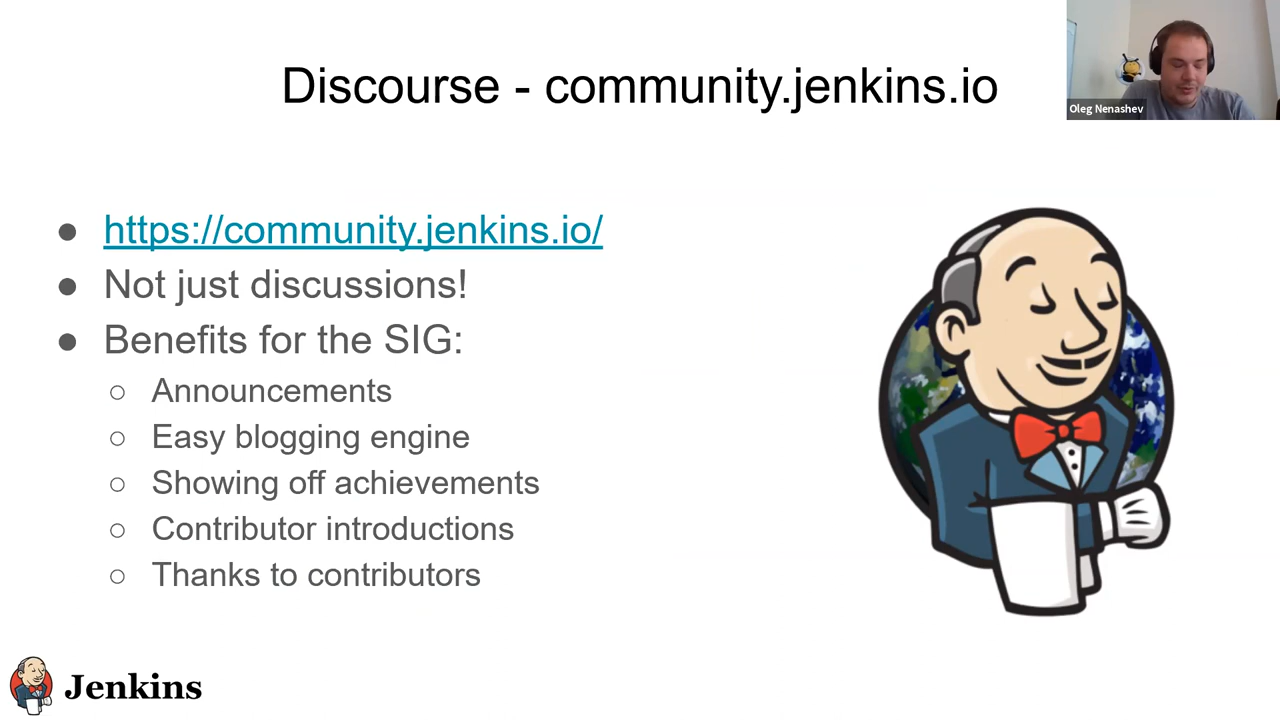 Discourse - community.jenkins.io
Oleg Nenashev
● https://community.jenkins.io/
● Not just discussions!
● Benefits for the SIG:
○ Announcements
○ Easy blogging engine
○ Showing off achievements
○ Contributor introductions
○ Thanks to contributors
Jenkins